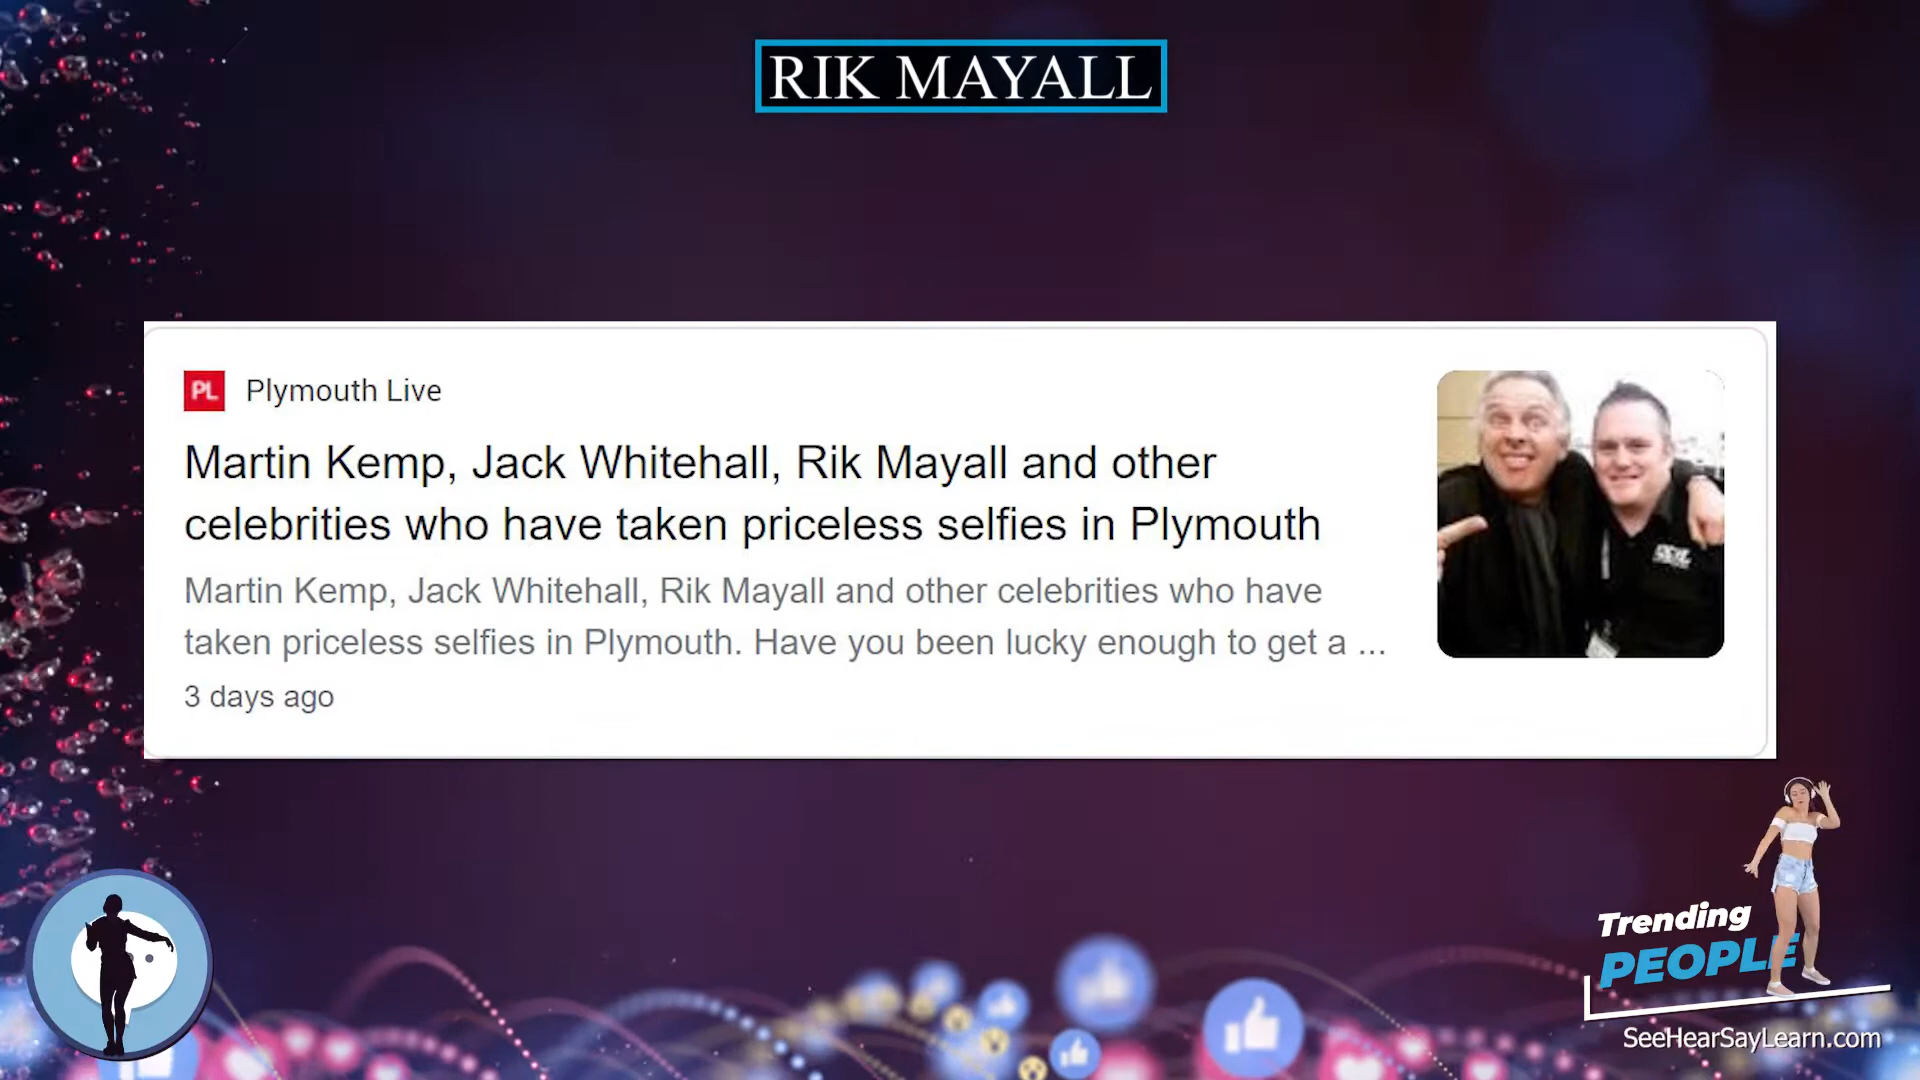 RIK MAYALL
PL Plymouth Live
Martin Kemp, Jack Whitehall, Rik Mayall and other
celebrities who have taken priceless selfies in Plymouth
Martin Kemp, Jack Whitehall, Rik Mayall and other celebrities who have
taken priceless selfies in Plymouth. Have you been lucky enough to get a ...
3 days ago
Trending
PEOPLE
SeeHearSayLearn.com